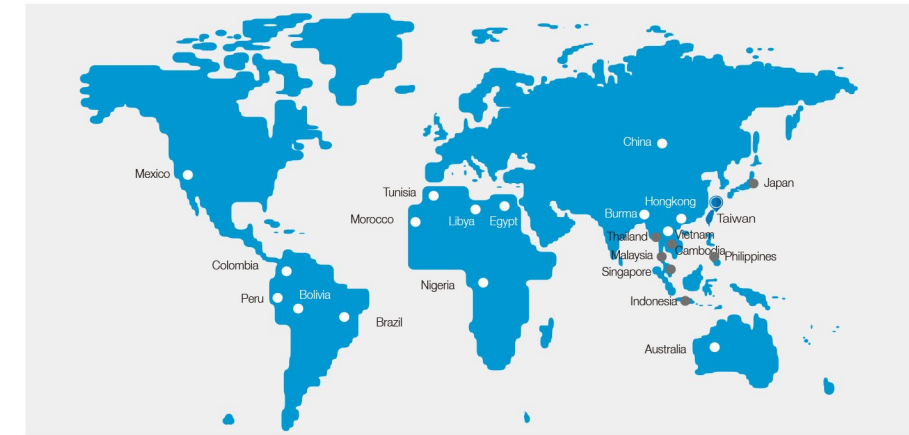 China
Mexico
Japan
Tunisia
Hongkong
Burma
Morocco
Libya
Egypt
Taiwan
Thailand
Vietnam
Cambodia
Malaysia
Philippines
Colombia
Singapore
Nigeria
Peru
Bolivia
Indonesia
Brazil
Australia